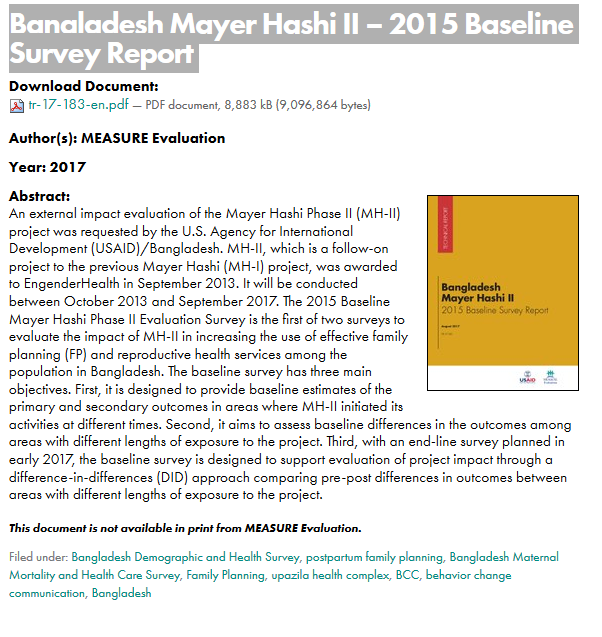 Bangladesh Mayer Hashi II – 2015 Baseline
Survey Report
Download Document:
tr-17-183-en.pdf — PDF document, 8,883 kB (9,096,864 bytes)
Author(s): MEASURE Evaluation
Year: 2017
Abstract:
An external impact evaluation of the Mayer Hashi Phase II (MH-II)
project was requested by the U.S. Agency for International
Development (USAID)/Bangladesh. MH-II, which is a follow-on
project to the previous Mayer Hashi (MH-I) project, was awarded
to EngenderHealth in September 2013. It will be conducted
between October 2013 and September 2017. The 2015 Baseline
Mayer Hashi Phase II Evaluation Survey is the first of two surveys to
evaluate the impact of MH-II in increasing the use of effective family
planning (FP) and reproductive health services among the
population in Bangladesh. The baseline survey has three main
objectives. First, it is designed to provide baseline estimates of the
primary and secondary outcomes in areas where MH-II initiated its
activities at different times. Second, it aims to assess baseline differences in the outcomes among
areas with different lengths of exposure to the project. Third, with an end-line survey planned in
early 2017, the baseline survey is designed to support evaluation of project impact through a
difference-in-differences (DID) approach comparing pre-post differences in outcomes between
areas with different lengths of exposure to the project.
TECHNICAL REPORT
Bangladesh
Mayer Hashi II
2015 Baseline Survey Report
August 2017
USAID
This document is not available in print from MEASURE Evaluation.
Filed under: Bangladesh Demographic and Health Survey, postpartum family planning, Bangladesh Maternal
Mortality and Health Care Survey, Family Planning, upazila health complex, BCC, behavior change
communication, Bangladesh